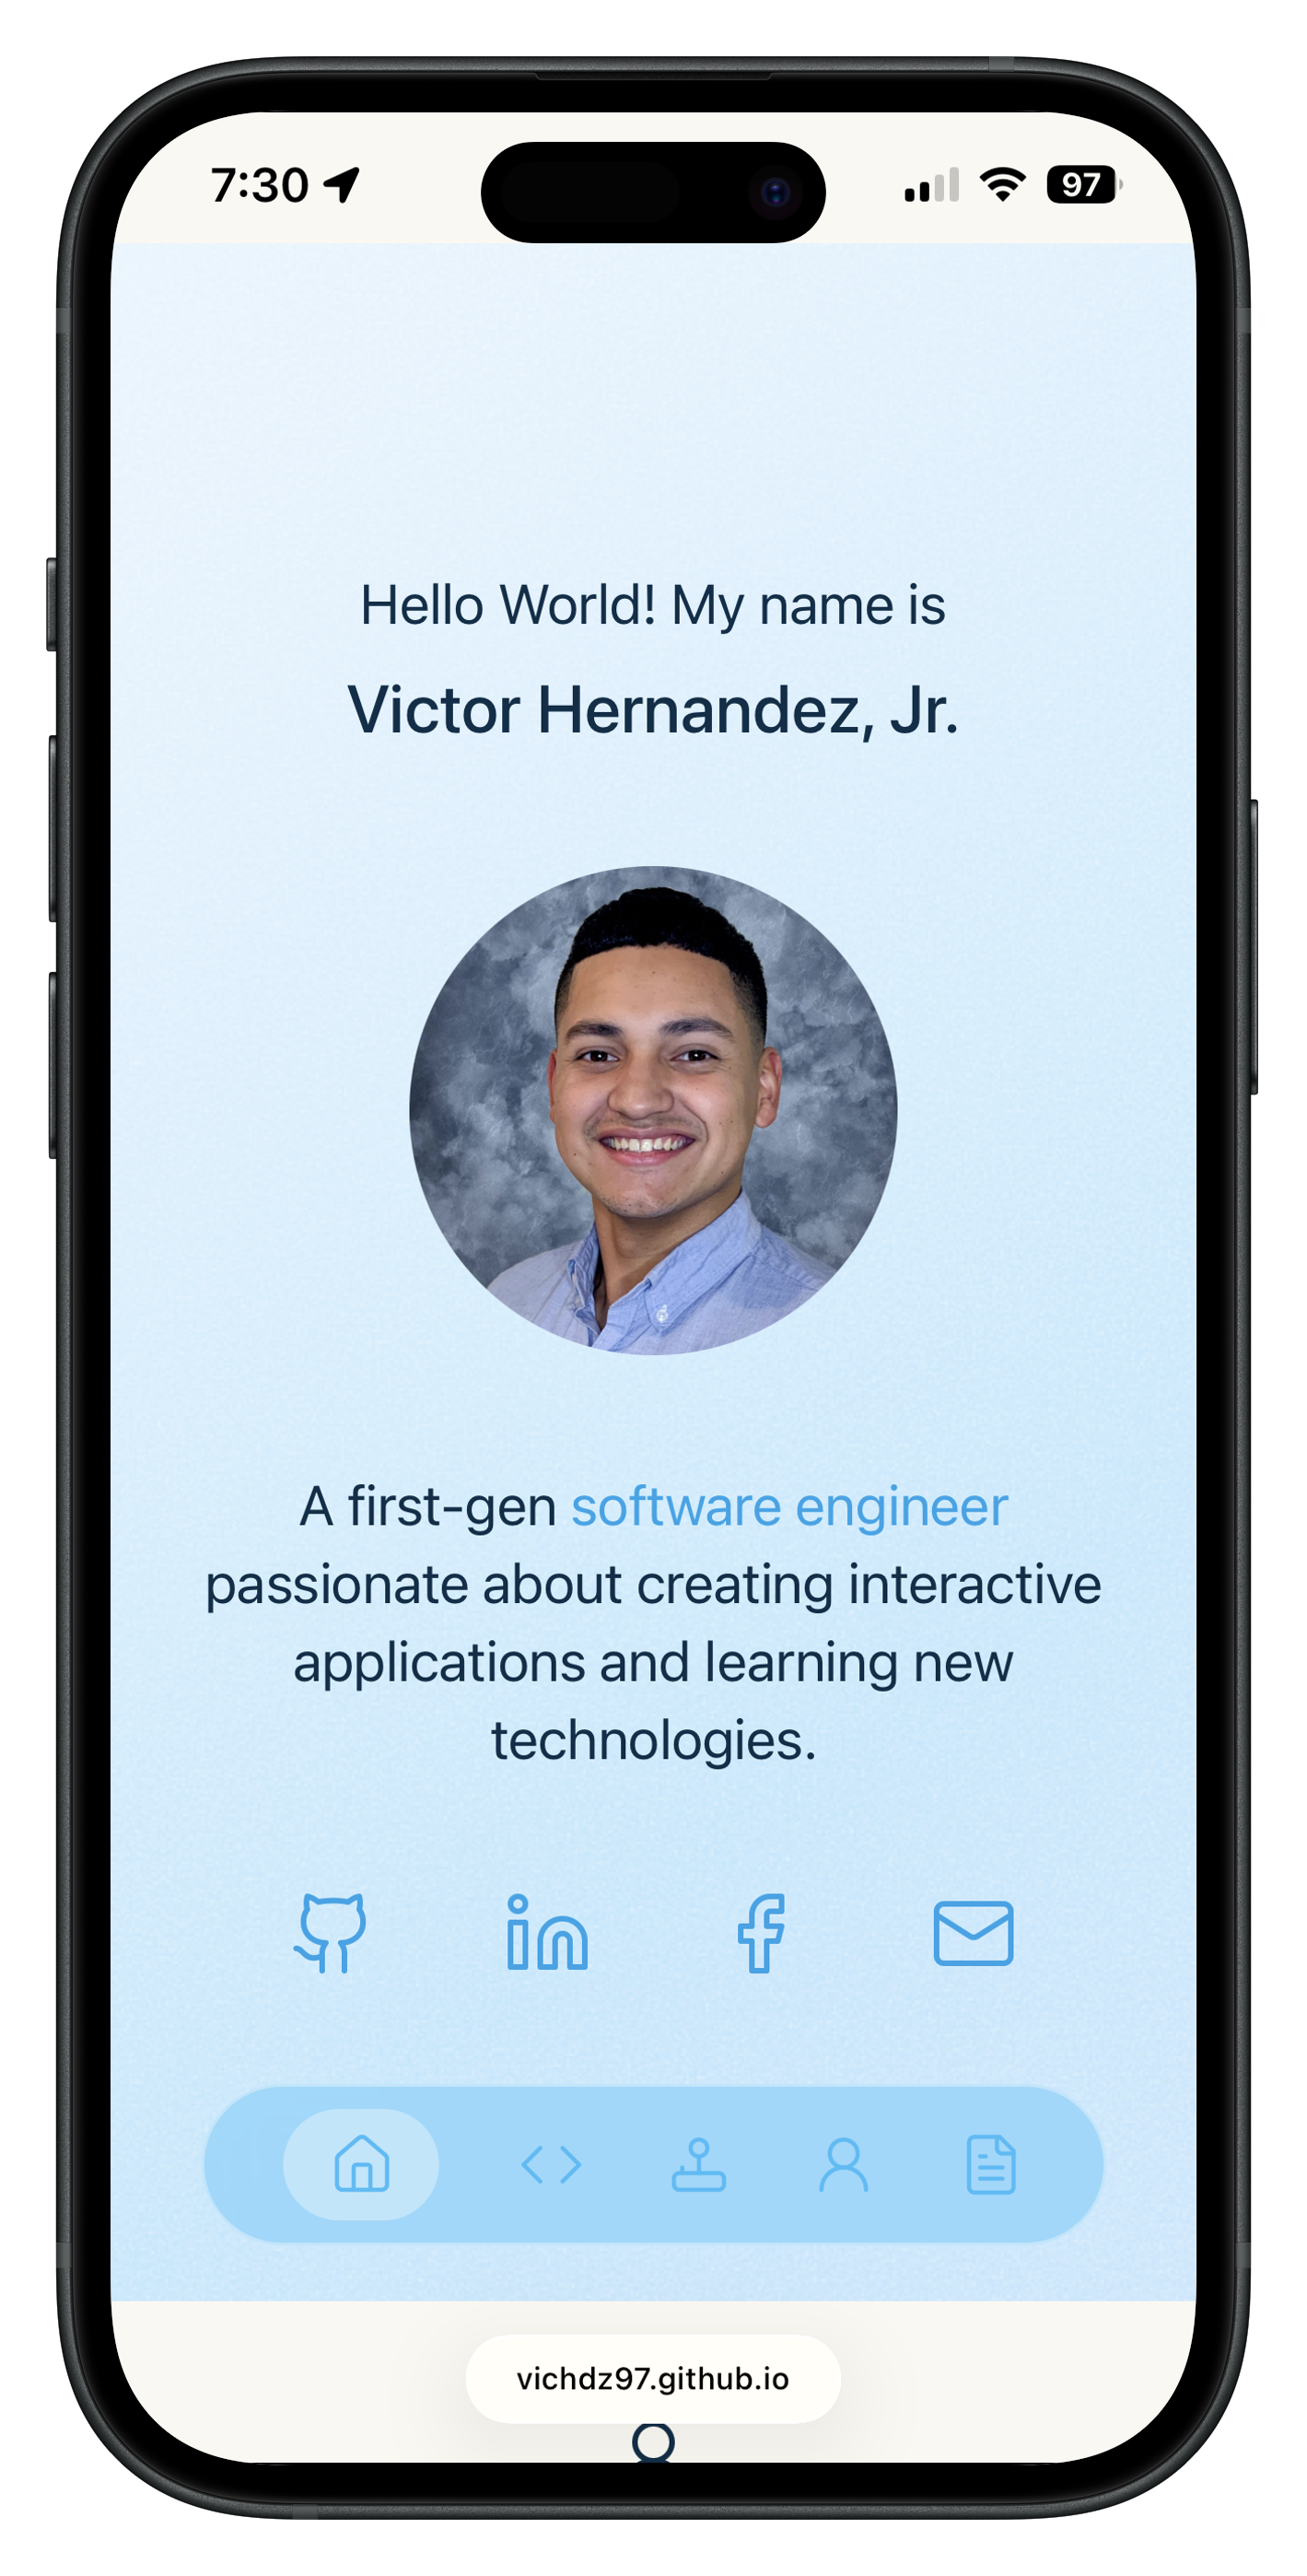 7:30
97
Hello World! My name is
Victor Hernandez, Jr.
A first-gen software engineer
passionate about creating interactive
applications and learning new
technologies.
vichdz97.github.io